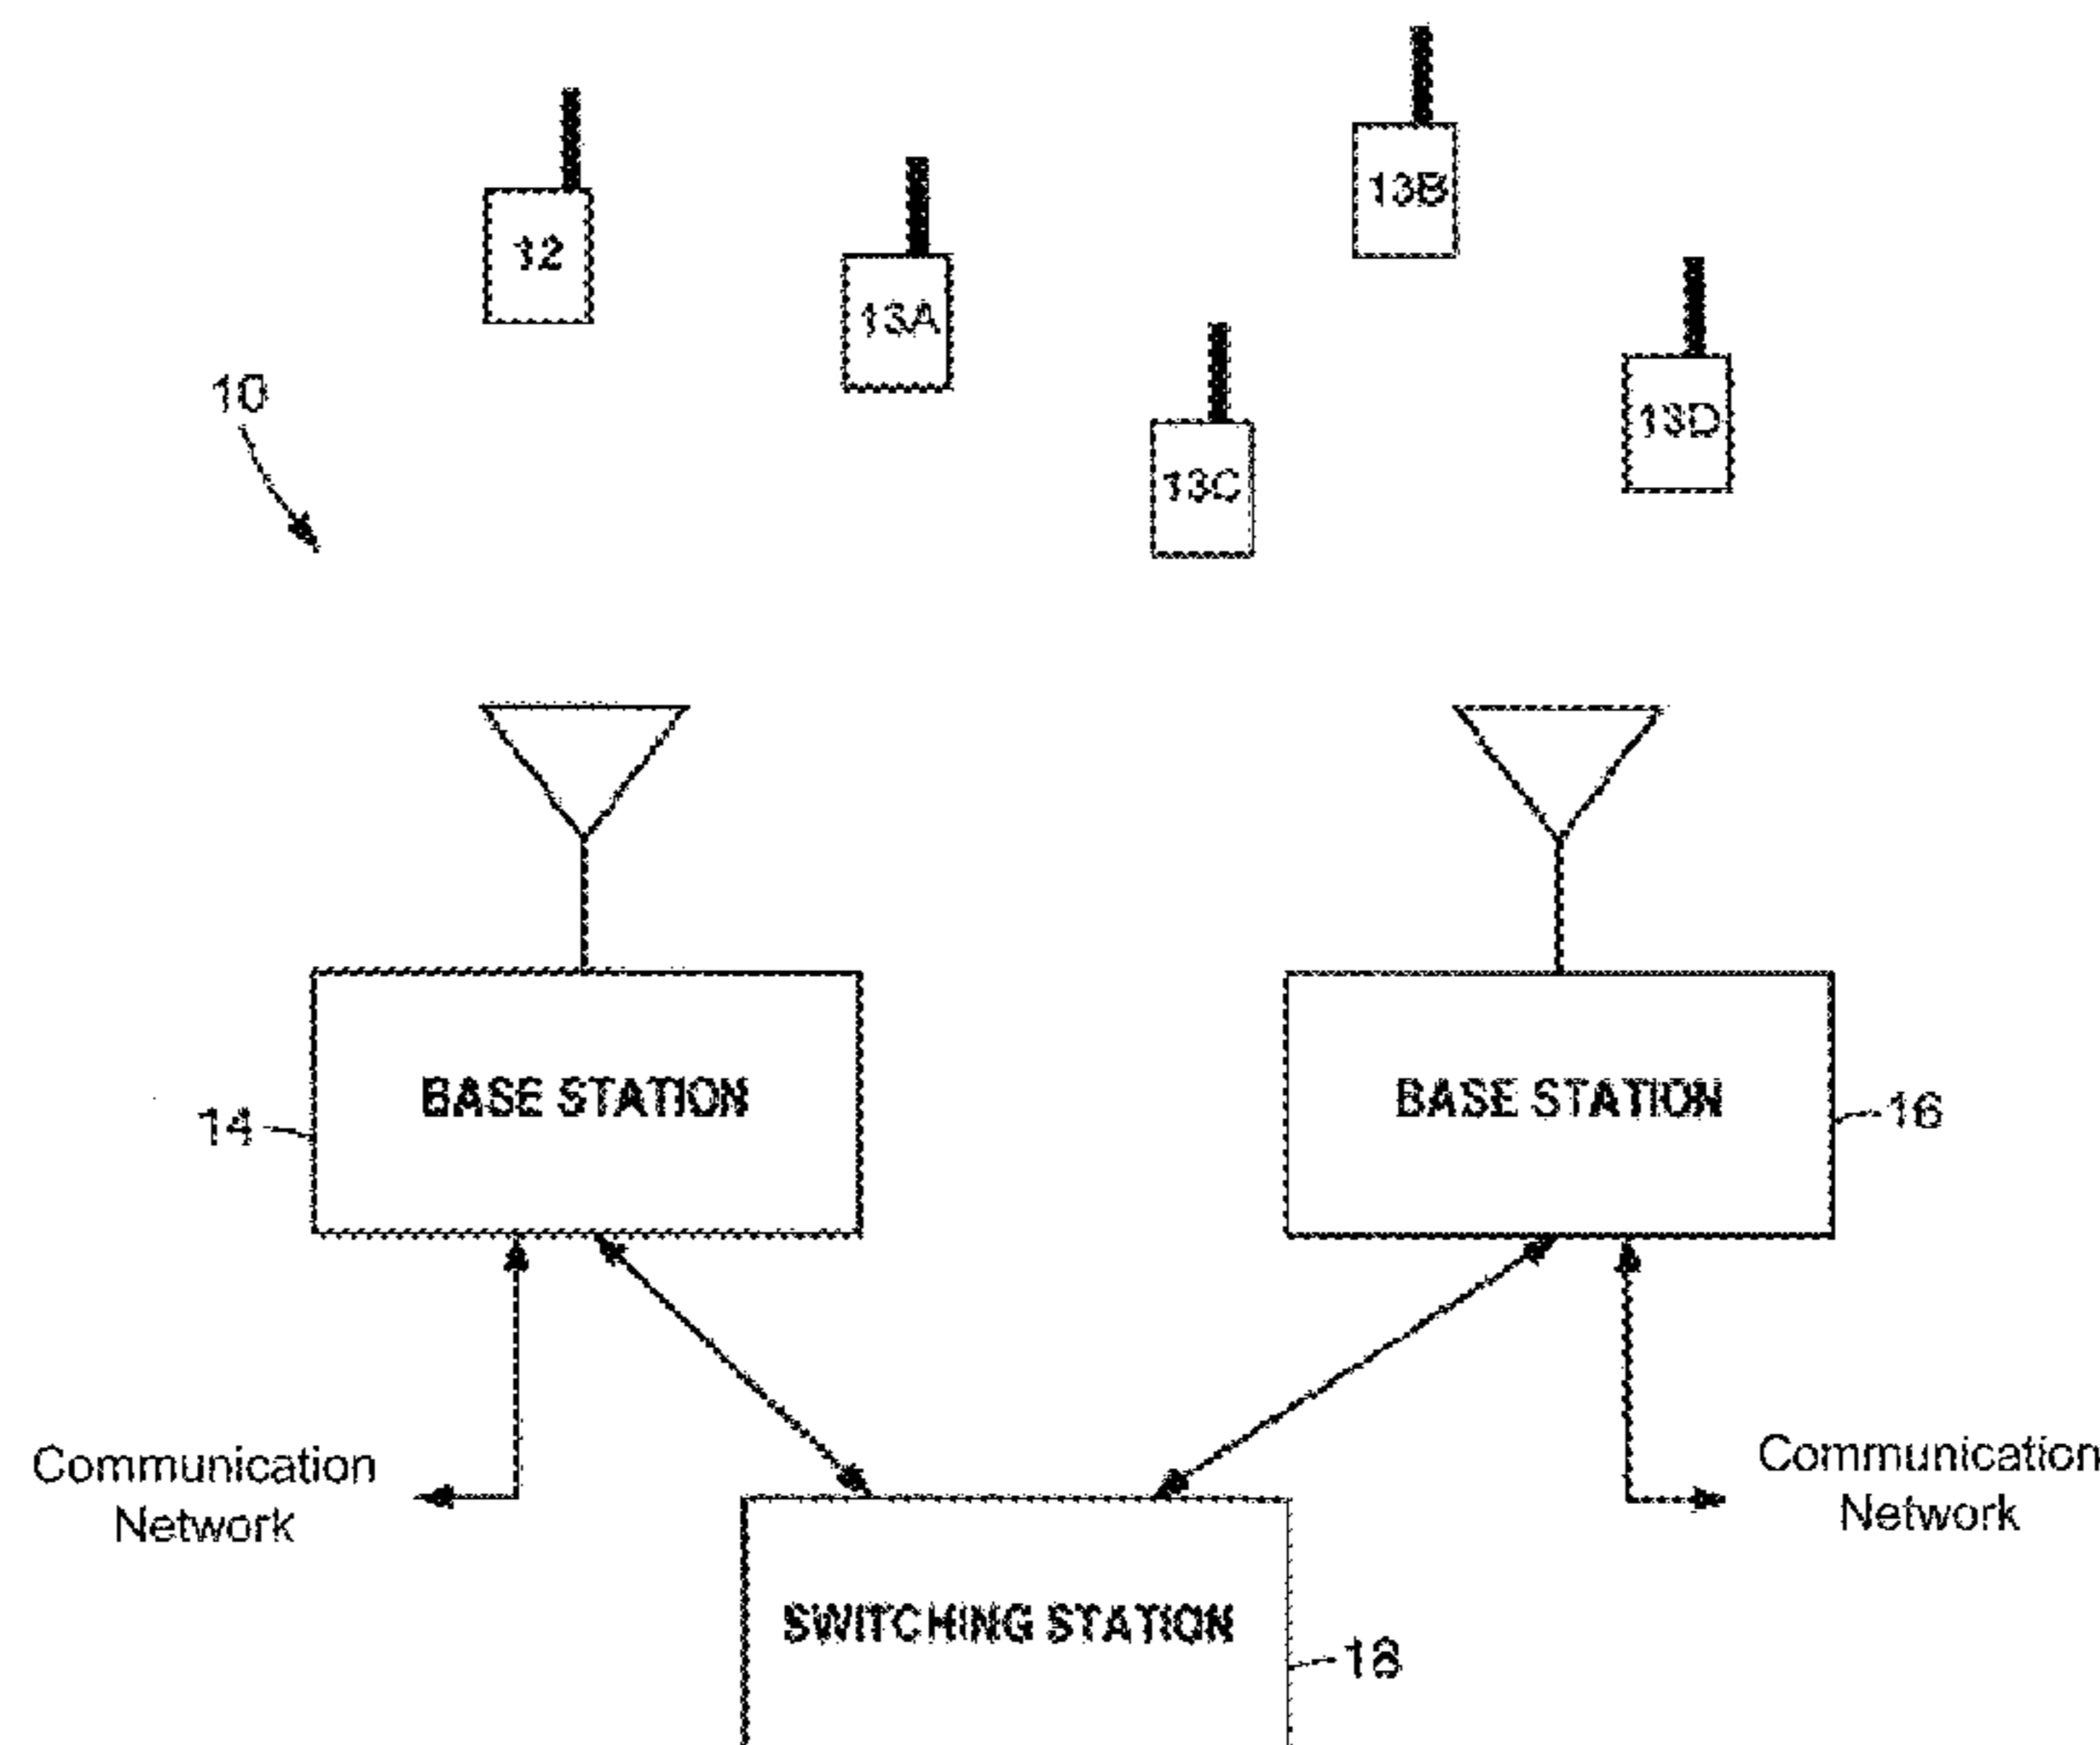 13B
12
13A
10
13D
13C
BASE STATION
BASE STATION
14
16
Communication
Network
Communication
Network
SWITCHING STATION
18